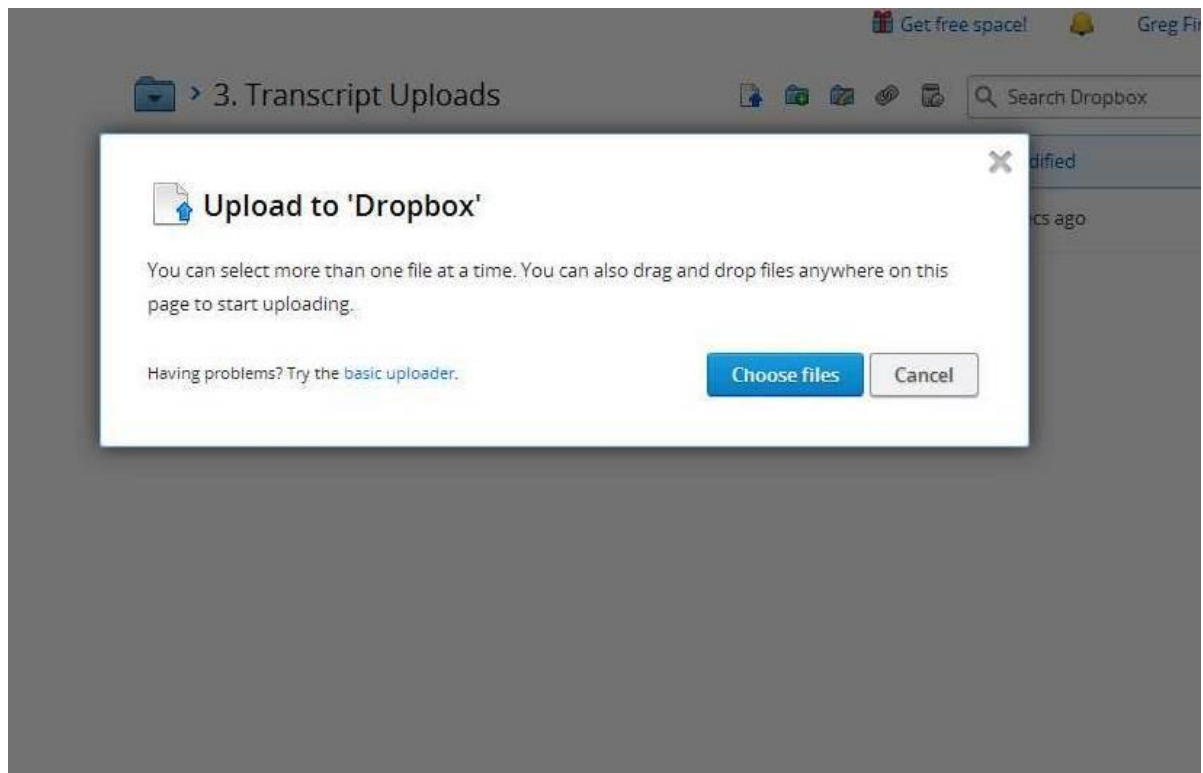 Get free space!
Greg Fi
> 3. Transcript Uploads
Search Dropbox
dified
cs ago
Upload to 'Dropbox'
You can select more than one file at a time. You can also drag and drop files anywhere on this
page to start uploading.
Having problems? Try the basic uploader.
Choose files
Cancel